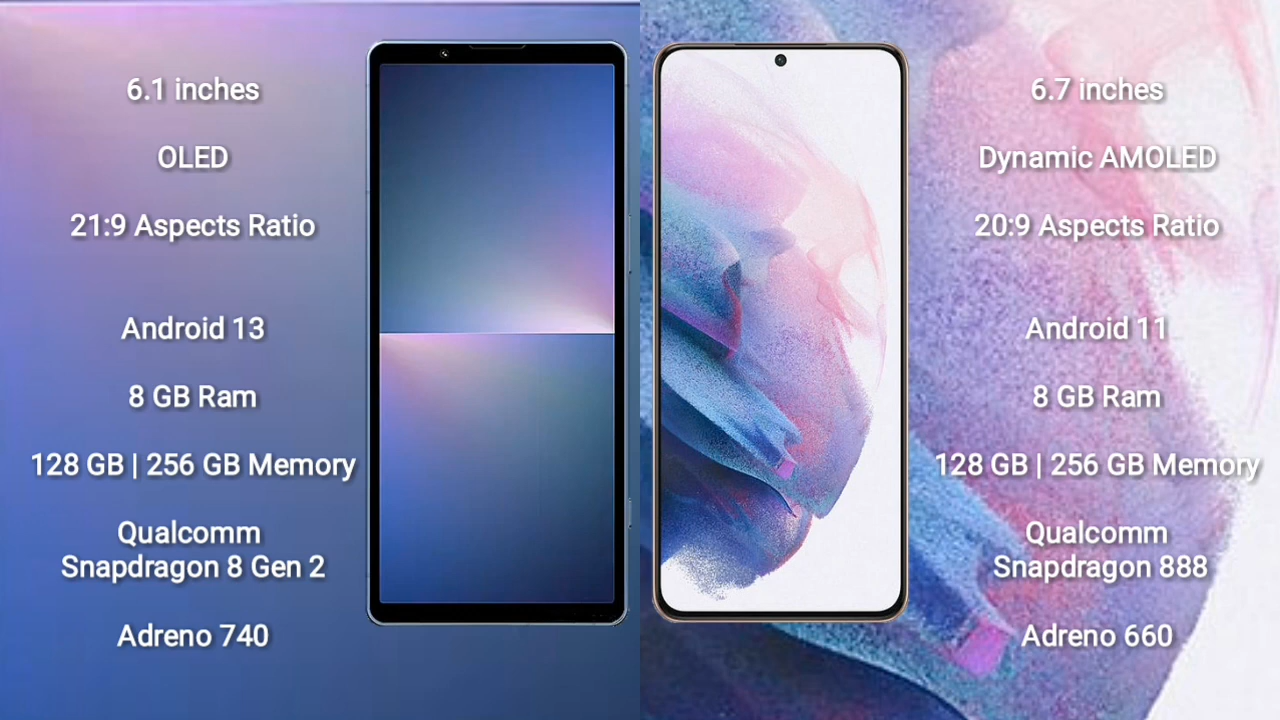 6.1 inches
OLED
21:9 Aspects Ratio
Android 13
8 GB Ram
128 GB | 256 GB Memory
Qualcomm
Snapdragon 8 Gen 2
Adreno 740
6.7 inches
Dynamic AMOLED
20:9 Aspects Ratio
Android 11
8 GB Ram
128 GB | 256 GB Memory
Qualcomm
Snapdragon 888
Adreno 660